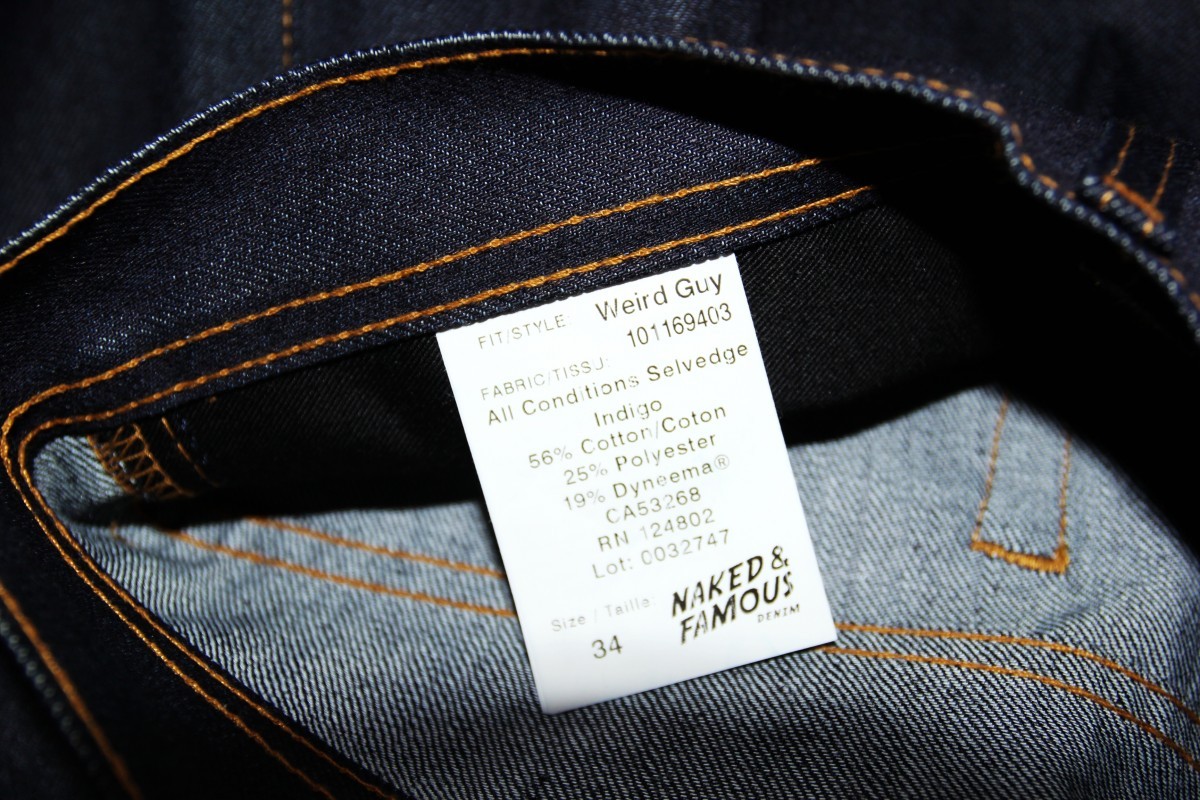 FIT/STYLE: Weird Guy
101169403
FABRIC/TISSJ:
All Conditions Selvedge
Indigo
56% Cotton/Coton
25% Polyester
19% Dyneema®
CA53268
RN 124802
Lot: 0032747
Size / Taille:
34
NAKED &
FAMOUS
DENIM